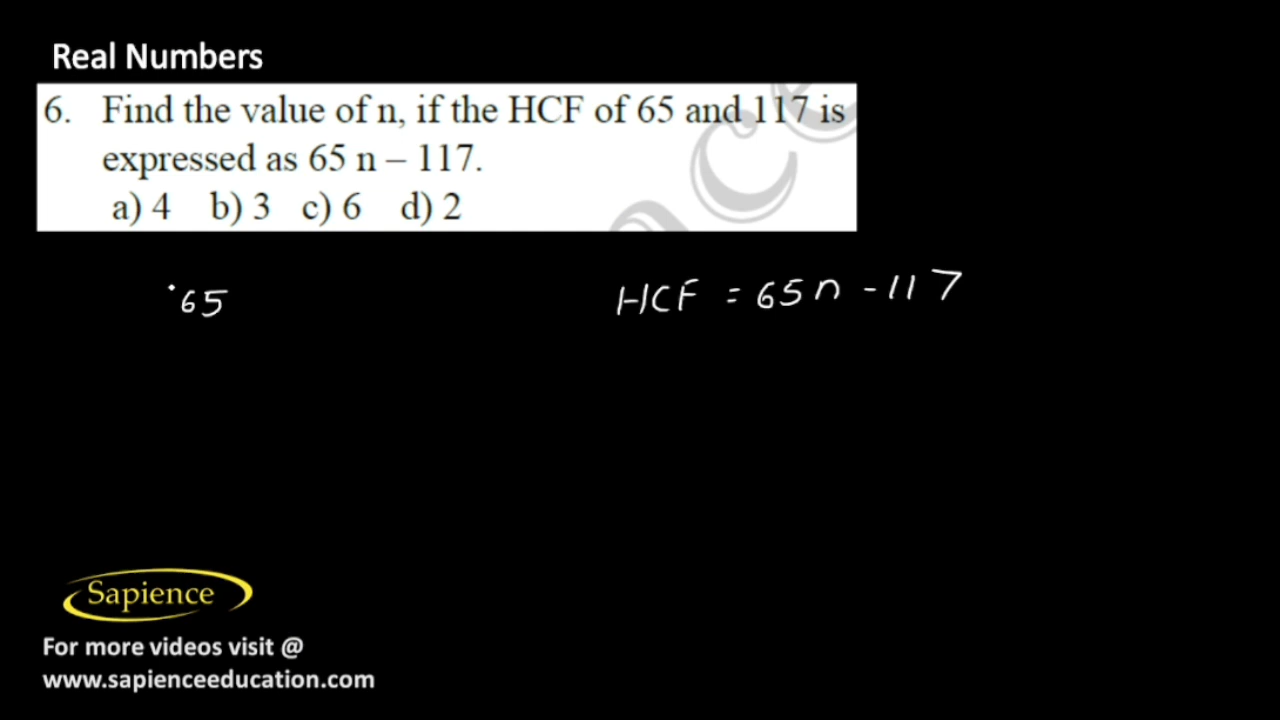 Real Numbers
6. Find the value of n, if the HCF of 65 and 117 is
expressed as 65 n – 117.
a) 4 b) 3 c) 6 d) 2
65
HCF = 65n - 117
Sapience
For more videos visit @
www.sapienceeducation.com